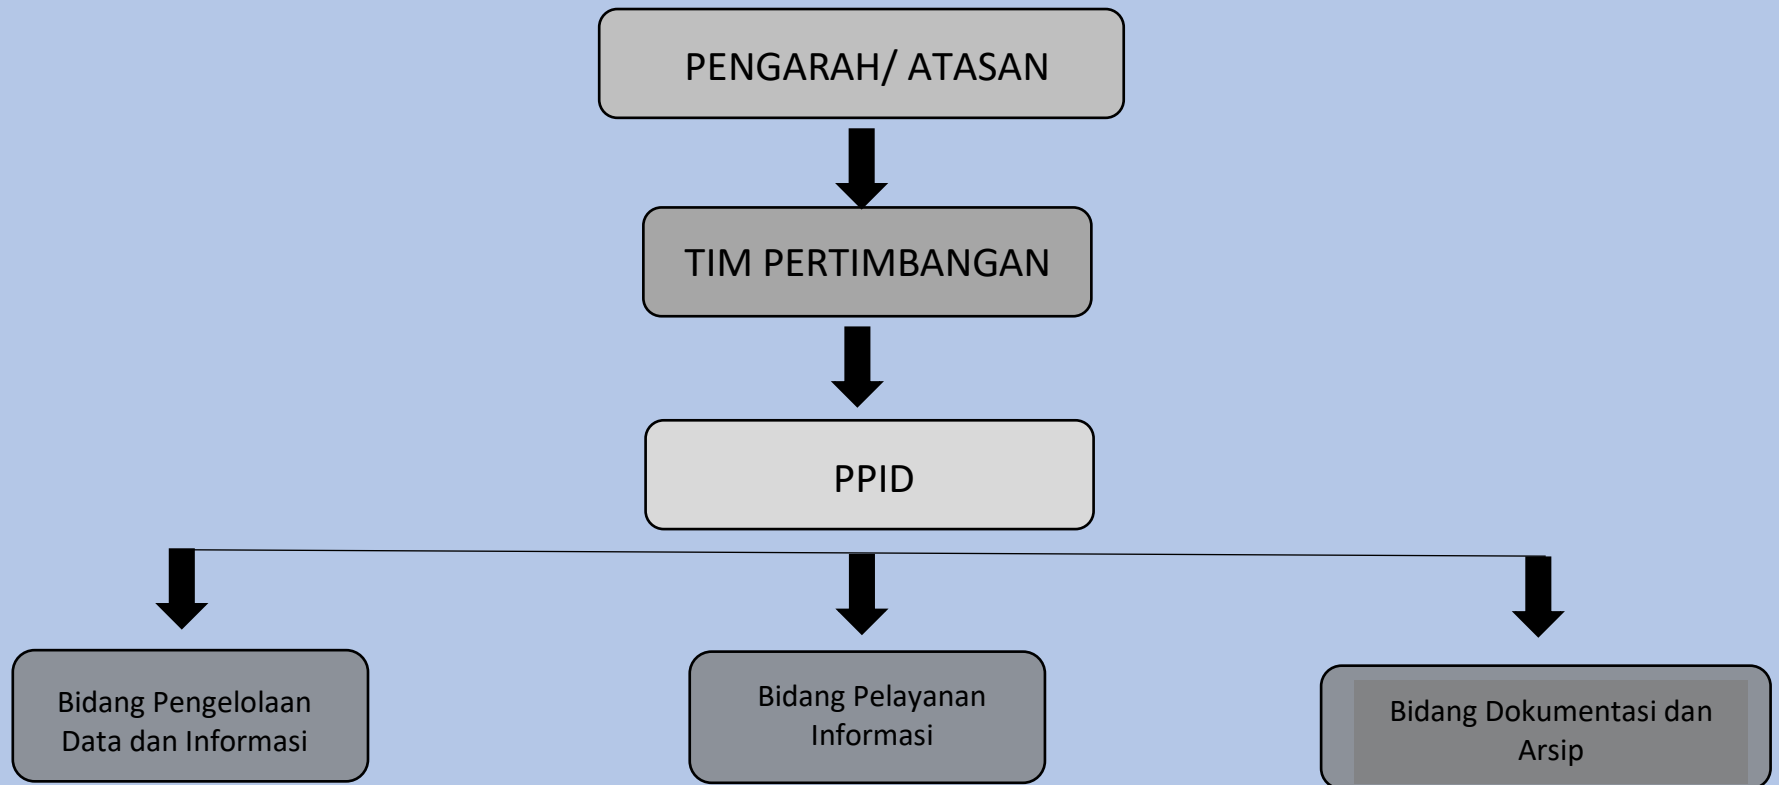 PENGARAH/ ATASAN
TIM PERTIMBANGAN
PPID
Bidang Pengelolaan
Data dan Informasi
Bidang Pelayanan
Informasi
Bidang Dokumentasi dan
Arsip